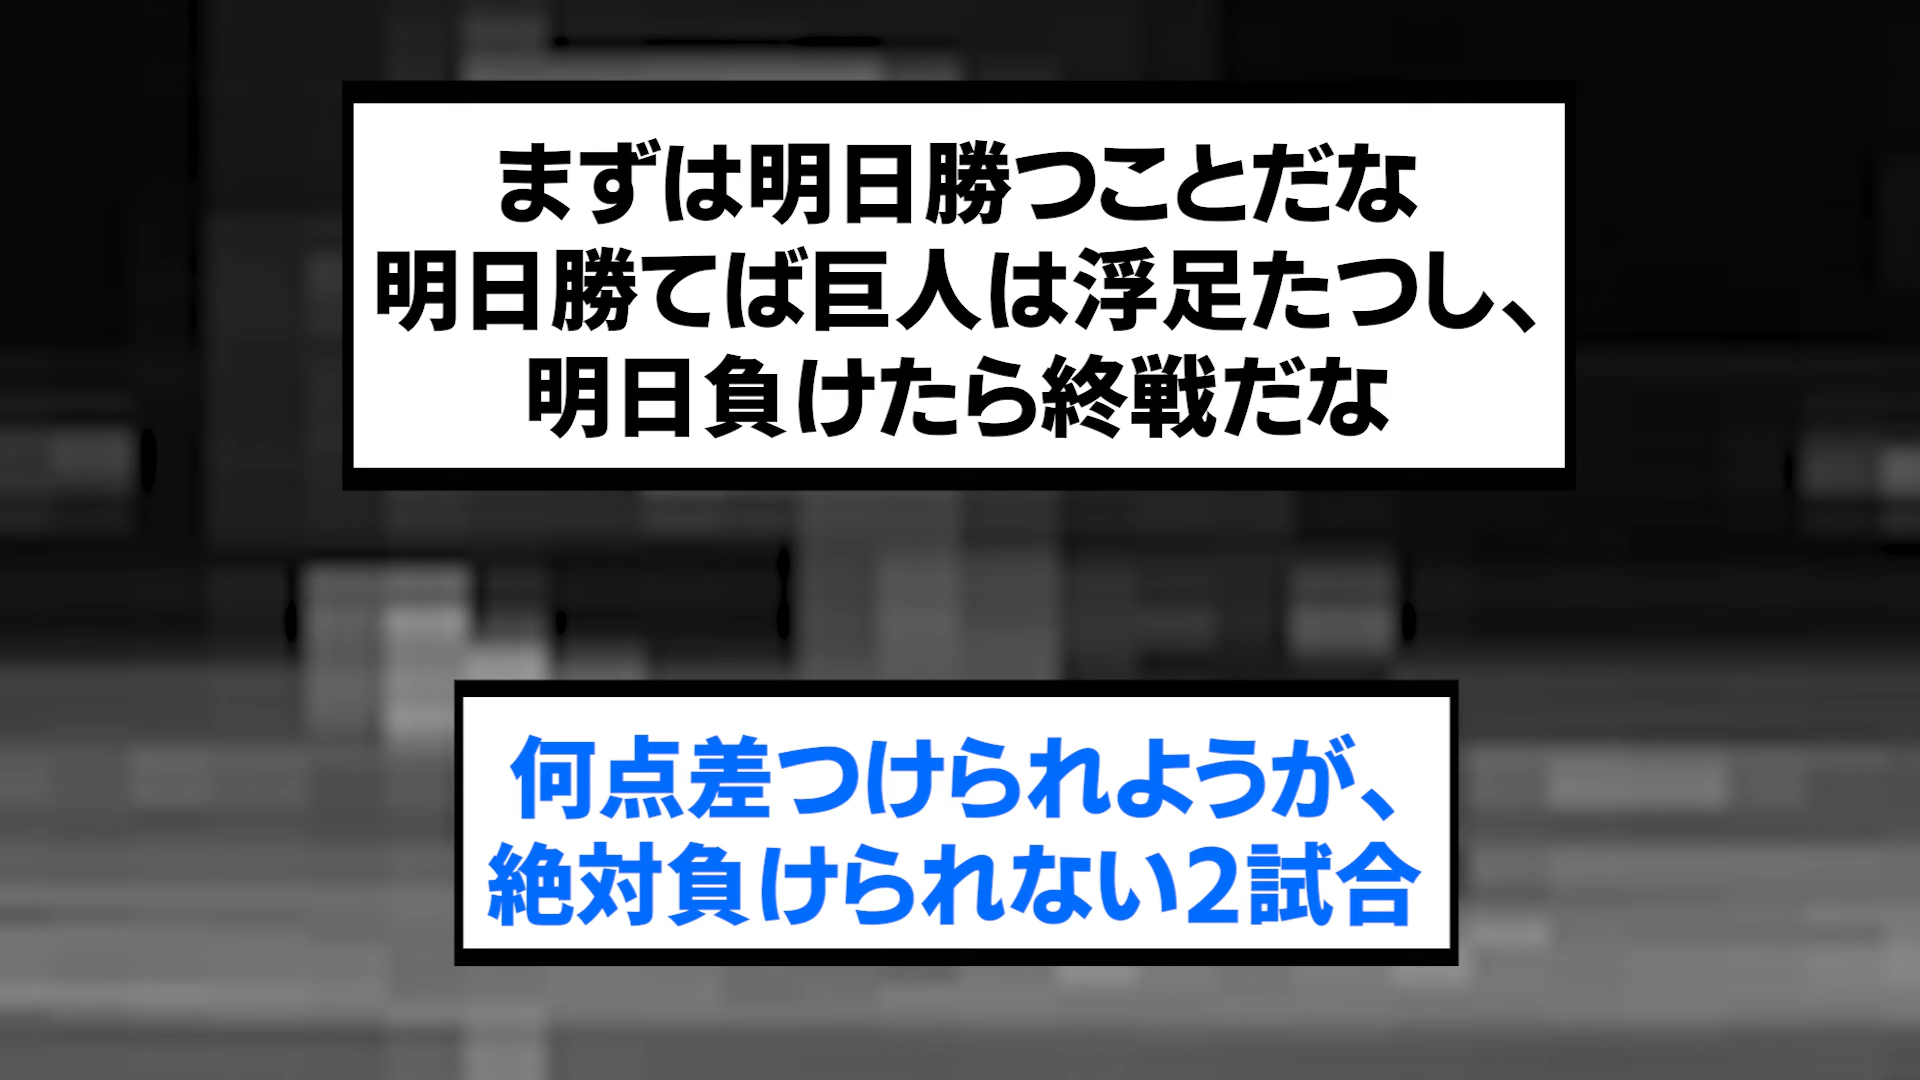 まずは明日勝つことだな
明日勝てば巨人は浮足たつし、
明日負けたら終戦だな
何点差つけられようが、
絶対負けられない2試合